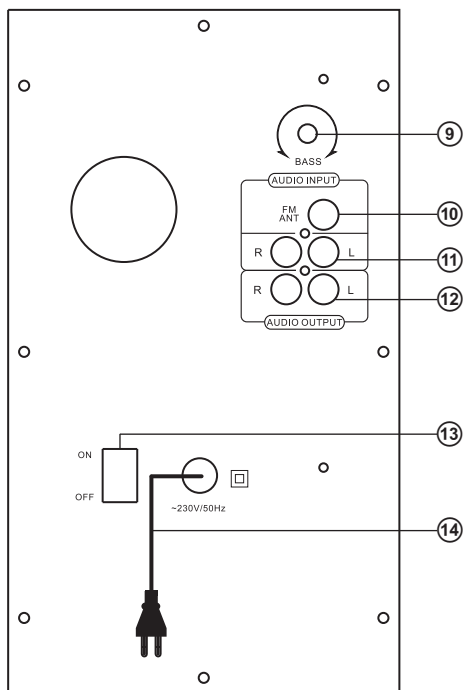 9
BASS
AUDIO INPUT
FM
ANT
10
R L
11
R L
12
AUDIO OUTPUT
13
ON
OFF
~230V/50Hz
14